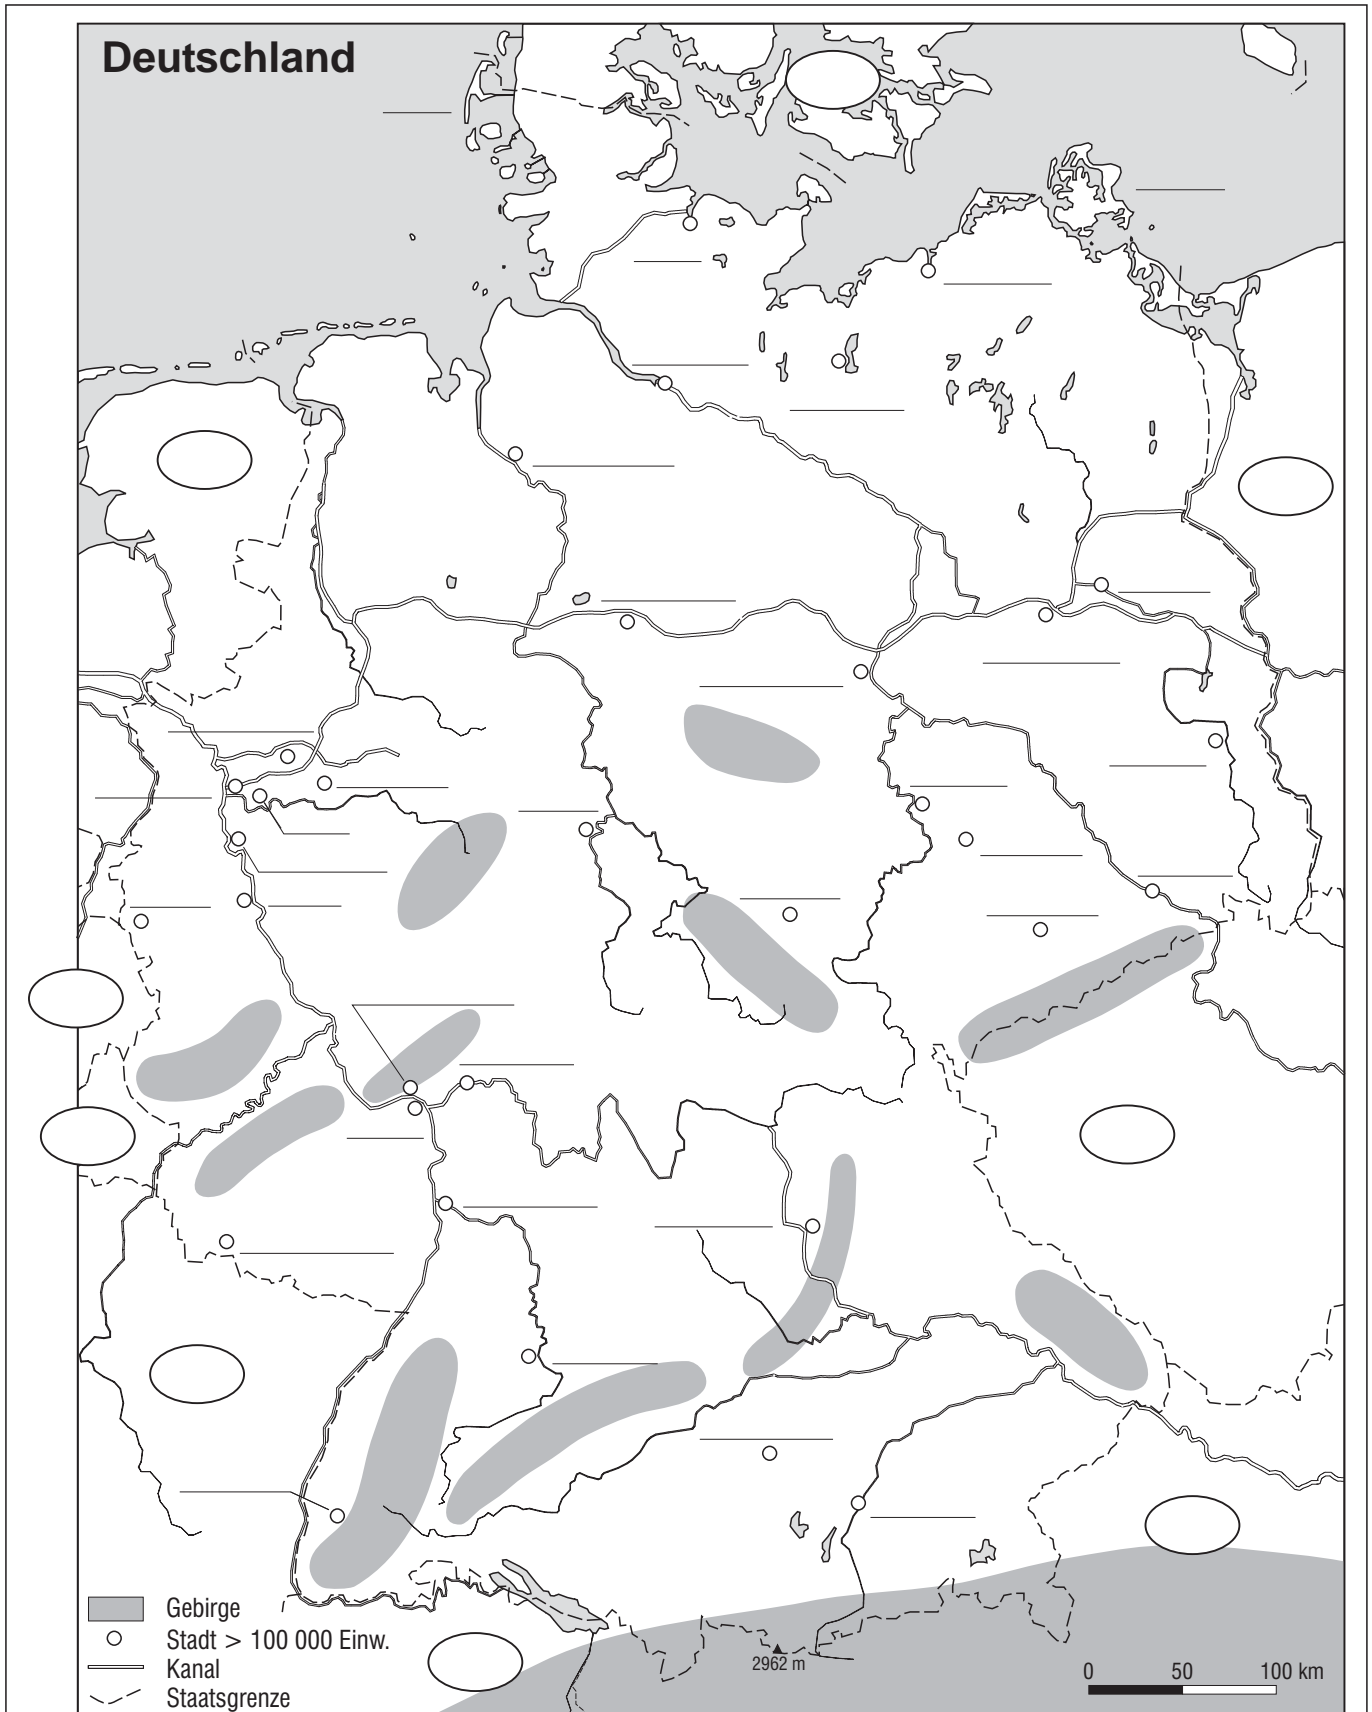 Deutschland
2962 m
Gebirge
Stadt > 100 000 Einw.
Kanal
Staatsgrenze
0 50 100 km